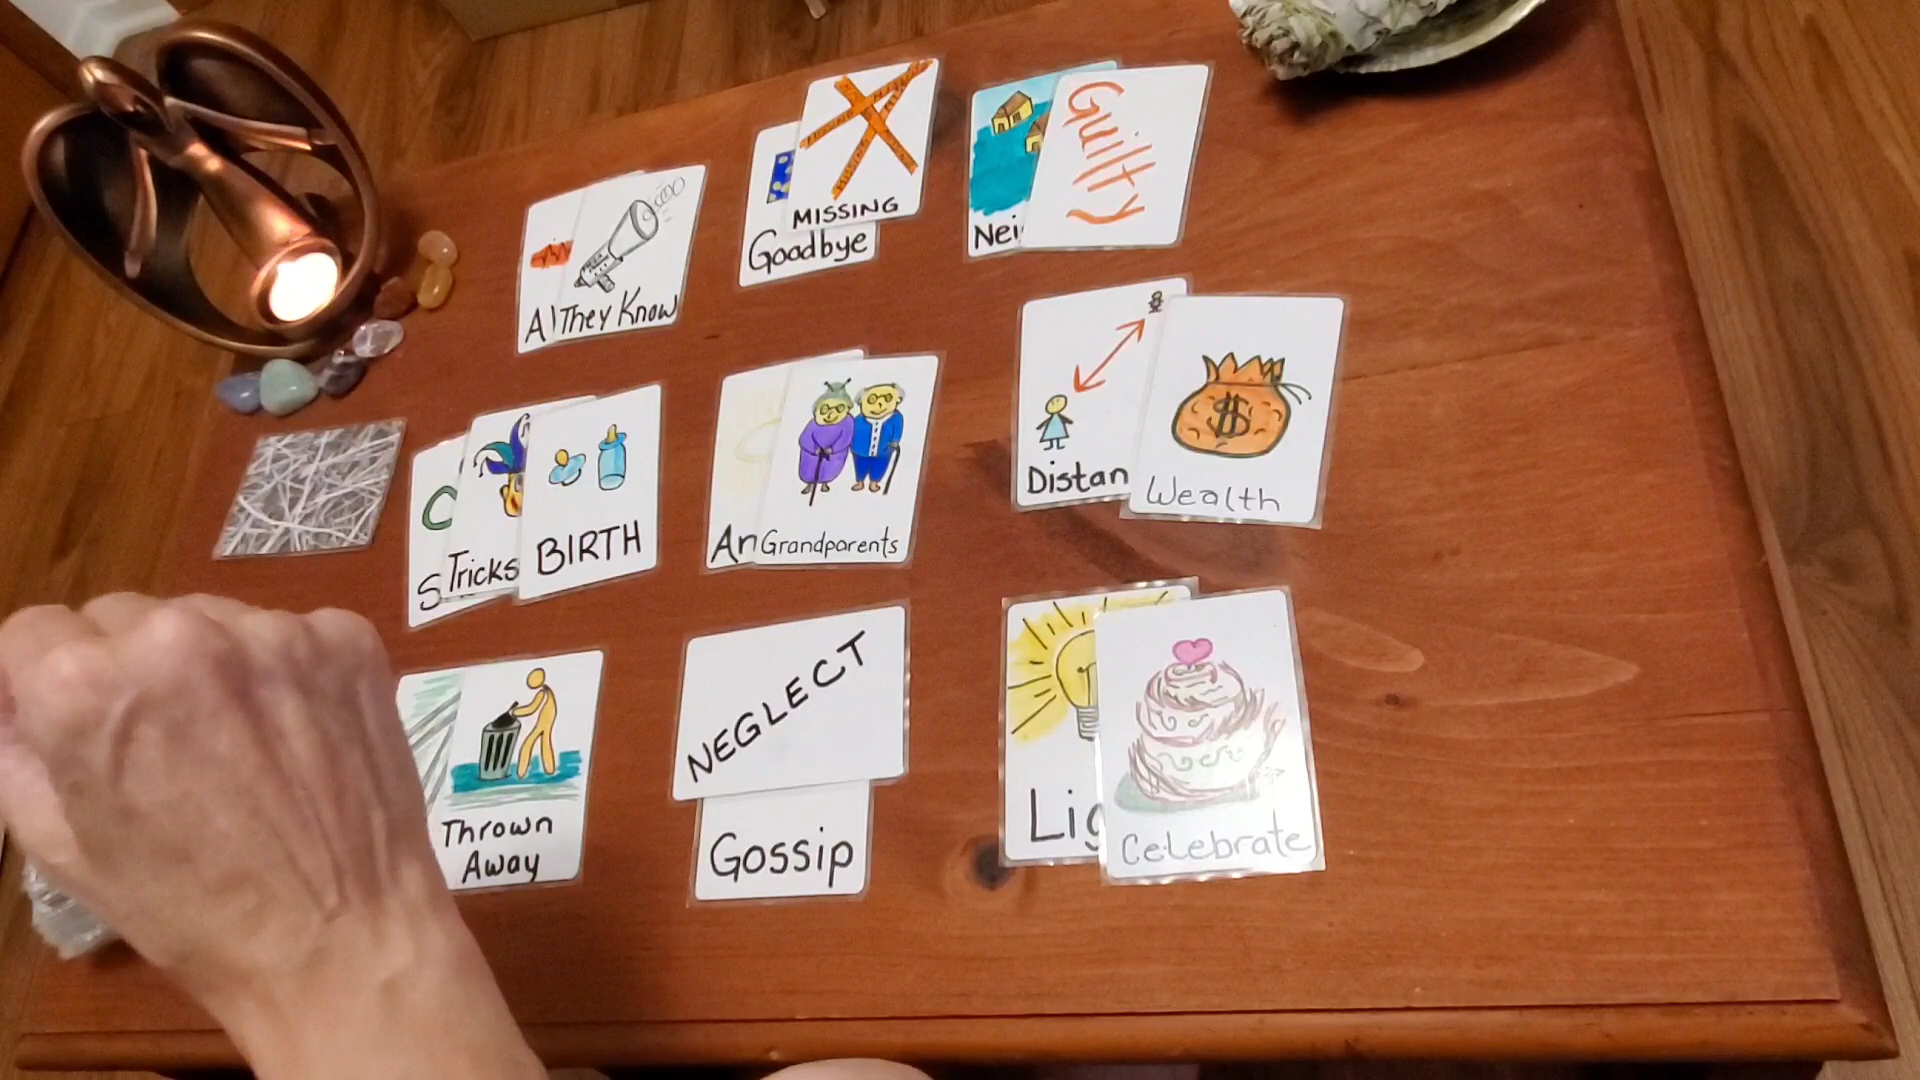 They Know
MISSING
Goodbye
Guilty
Tricks
BIRTH
Grandparents
Distan
Wealth
Thrown
Away
NEGLECT
Gossip
Celebrate